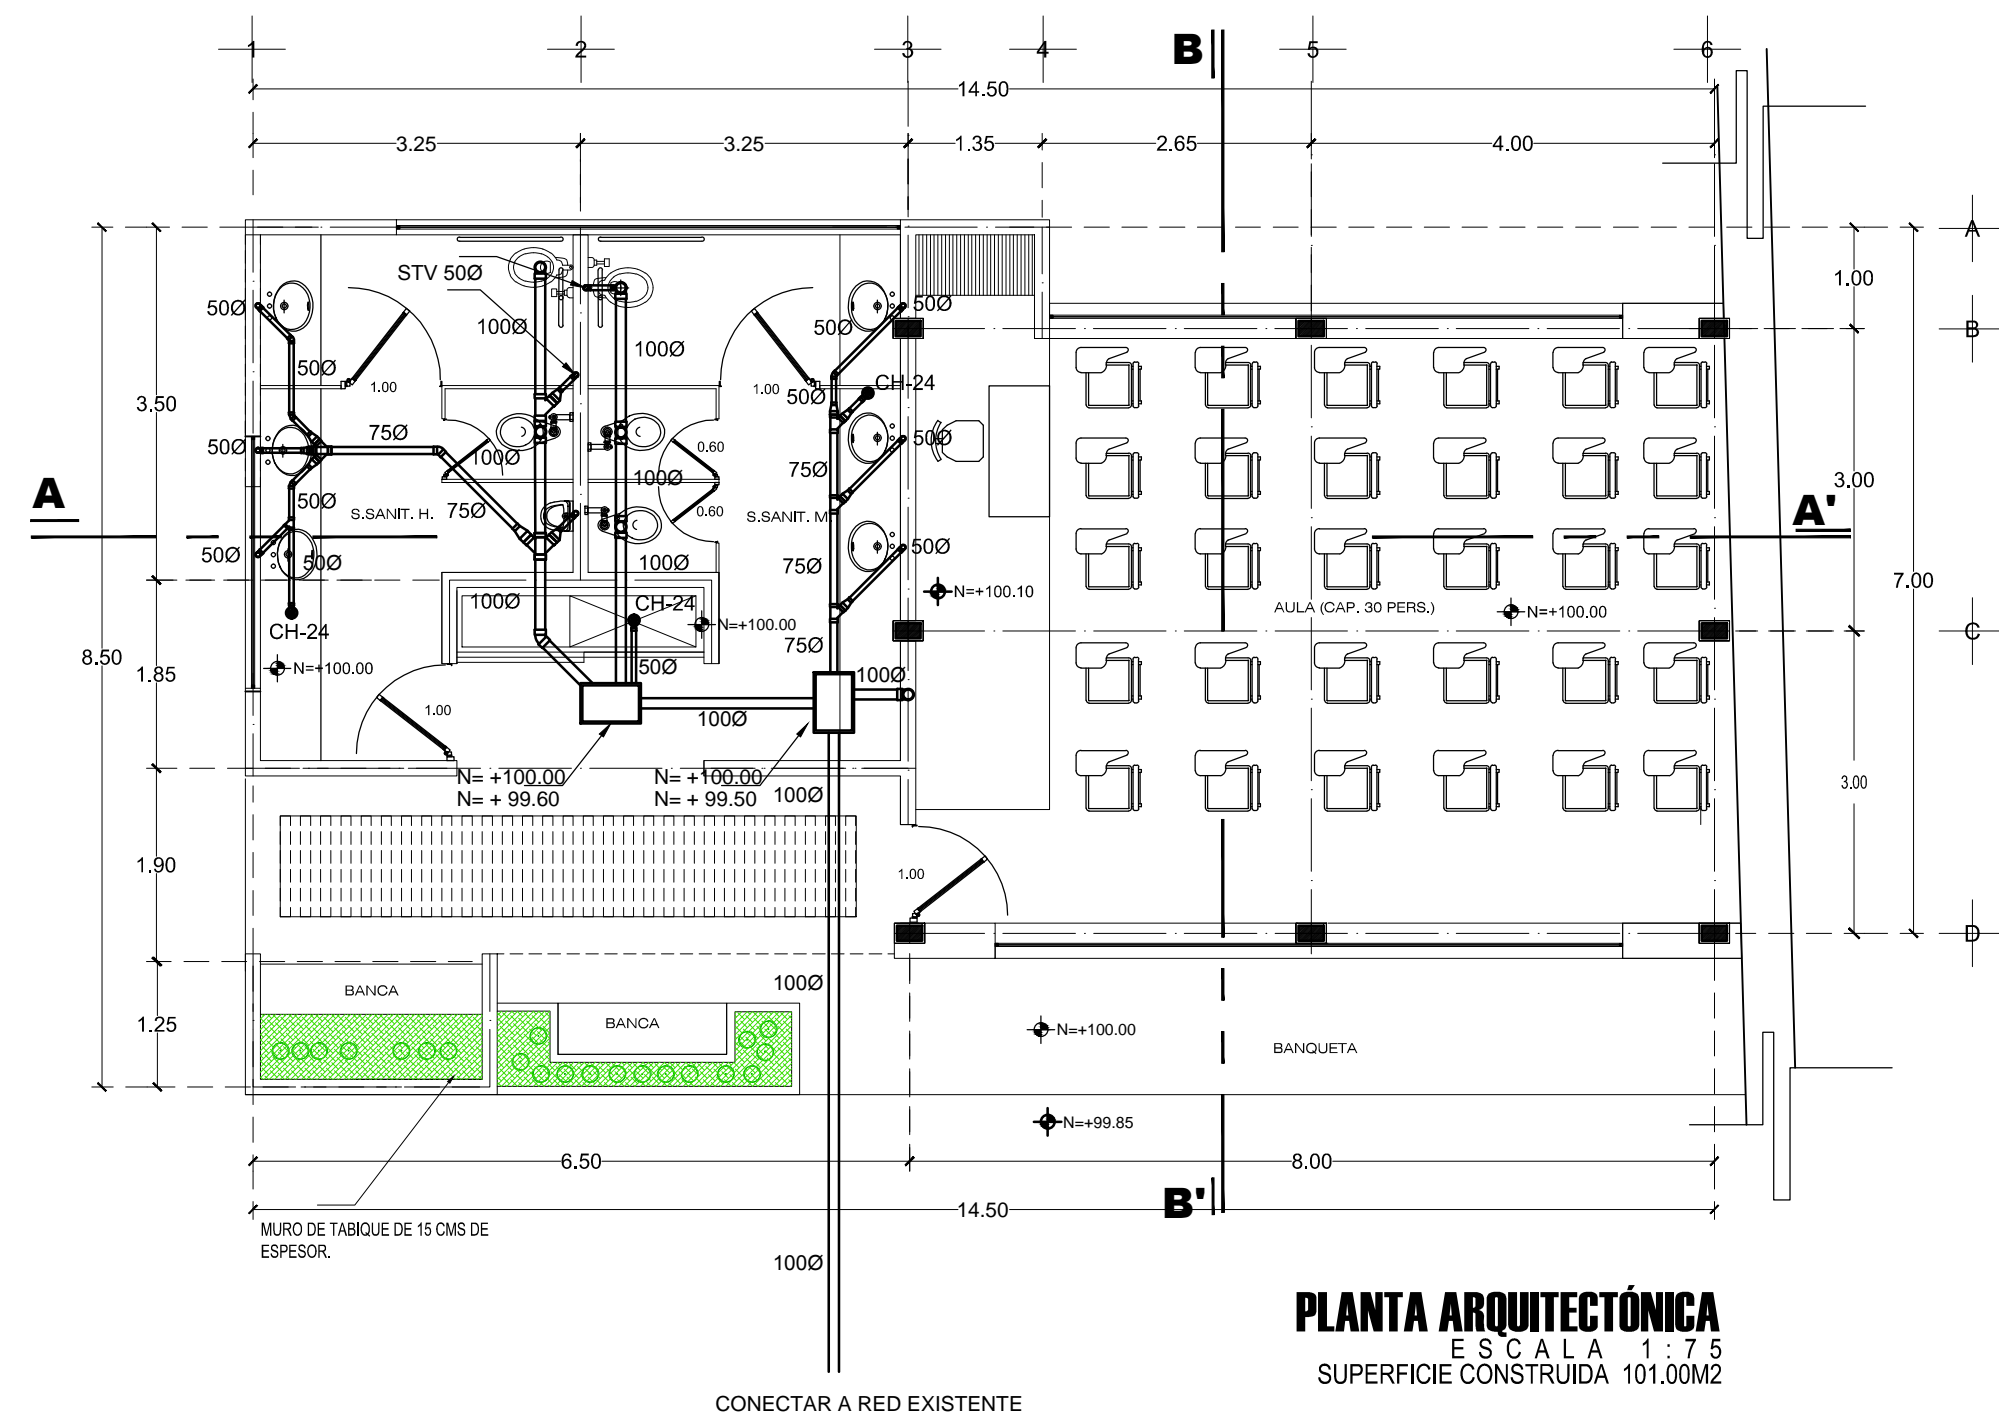 1 2 3 4 B 5 6
14.50
3.25 3.25 1.35 2.65 4.00
A
1.00
B
STV 50Ø
50Ø 100Ø 50Ø 50Ø
100Ø
50Ø 1.00 1.00 50Ø CH-24
3.50
75Ø
50Ø 100Ø 0.60 50Ø
100Ø 75Ø
3.00
A
50Ø 75Ø
S.SANIT. H. 0.60 S.SANIT. M.
A'
50Ø 50Ø 100Ø 75Ø 50Ø
7.00
100Ø CH-24 N=+100.10
AULA (CAP. 30 PERS.) N=+100.00
CH-24 N=+100.00
C
8.50
N=+100.00 50Ø 75Ø
1.85 100Ø
1.00 100Ø
N= +100.00 N= +100.00
N= + 99.60 N= + 99.50 100Ø
3.00
1.90
1.00
D
BANCA 100Ø
1.25 BANCA N=+100.00
BANQUETA
N=+99.85
6.50 8.00
B'
14.50
MURO DE TABIQUE DE 15 CMS DE
ESPESOR.
100Ø
PLANTA ARQUITECTÓNICA
ESCALA 1:75
SUPERFICIE CONSTRUIDA 101.00M2
CONECTAR A RED EXISTENTE